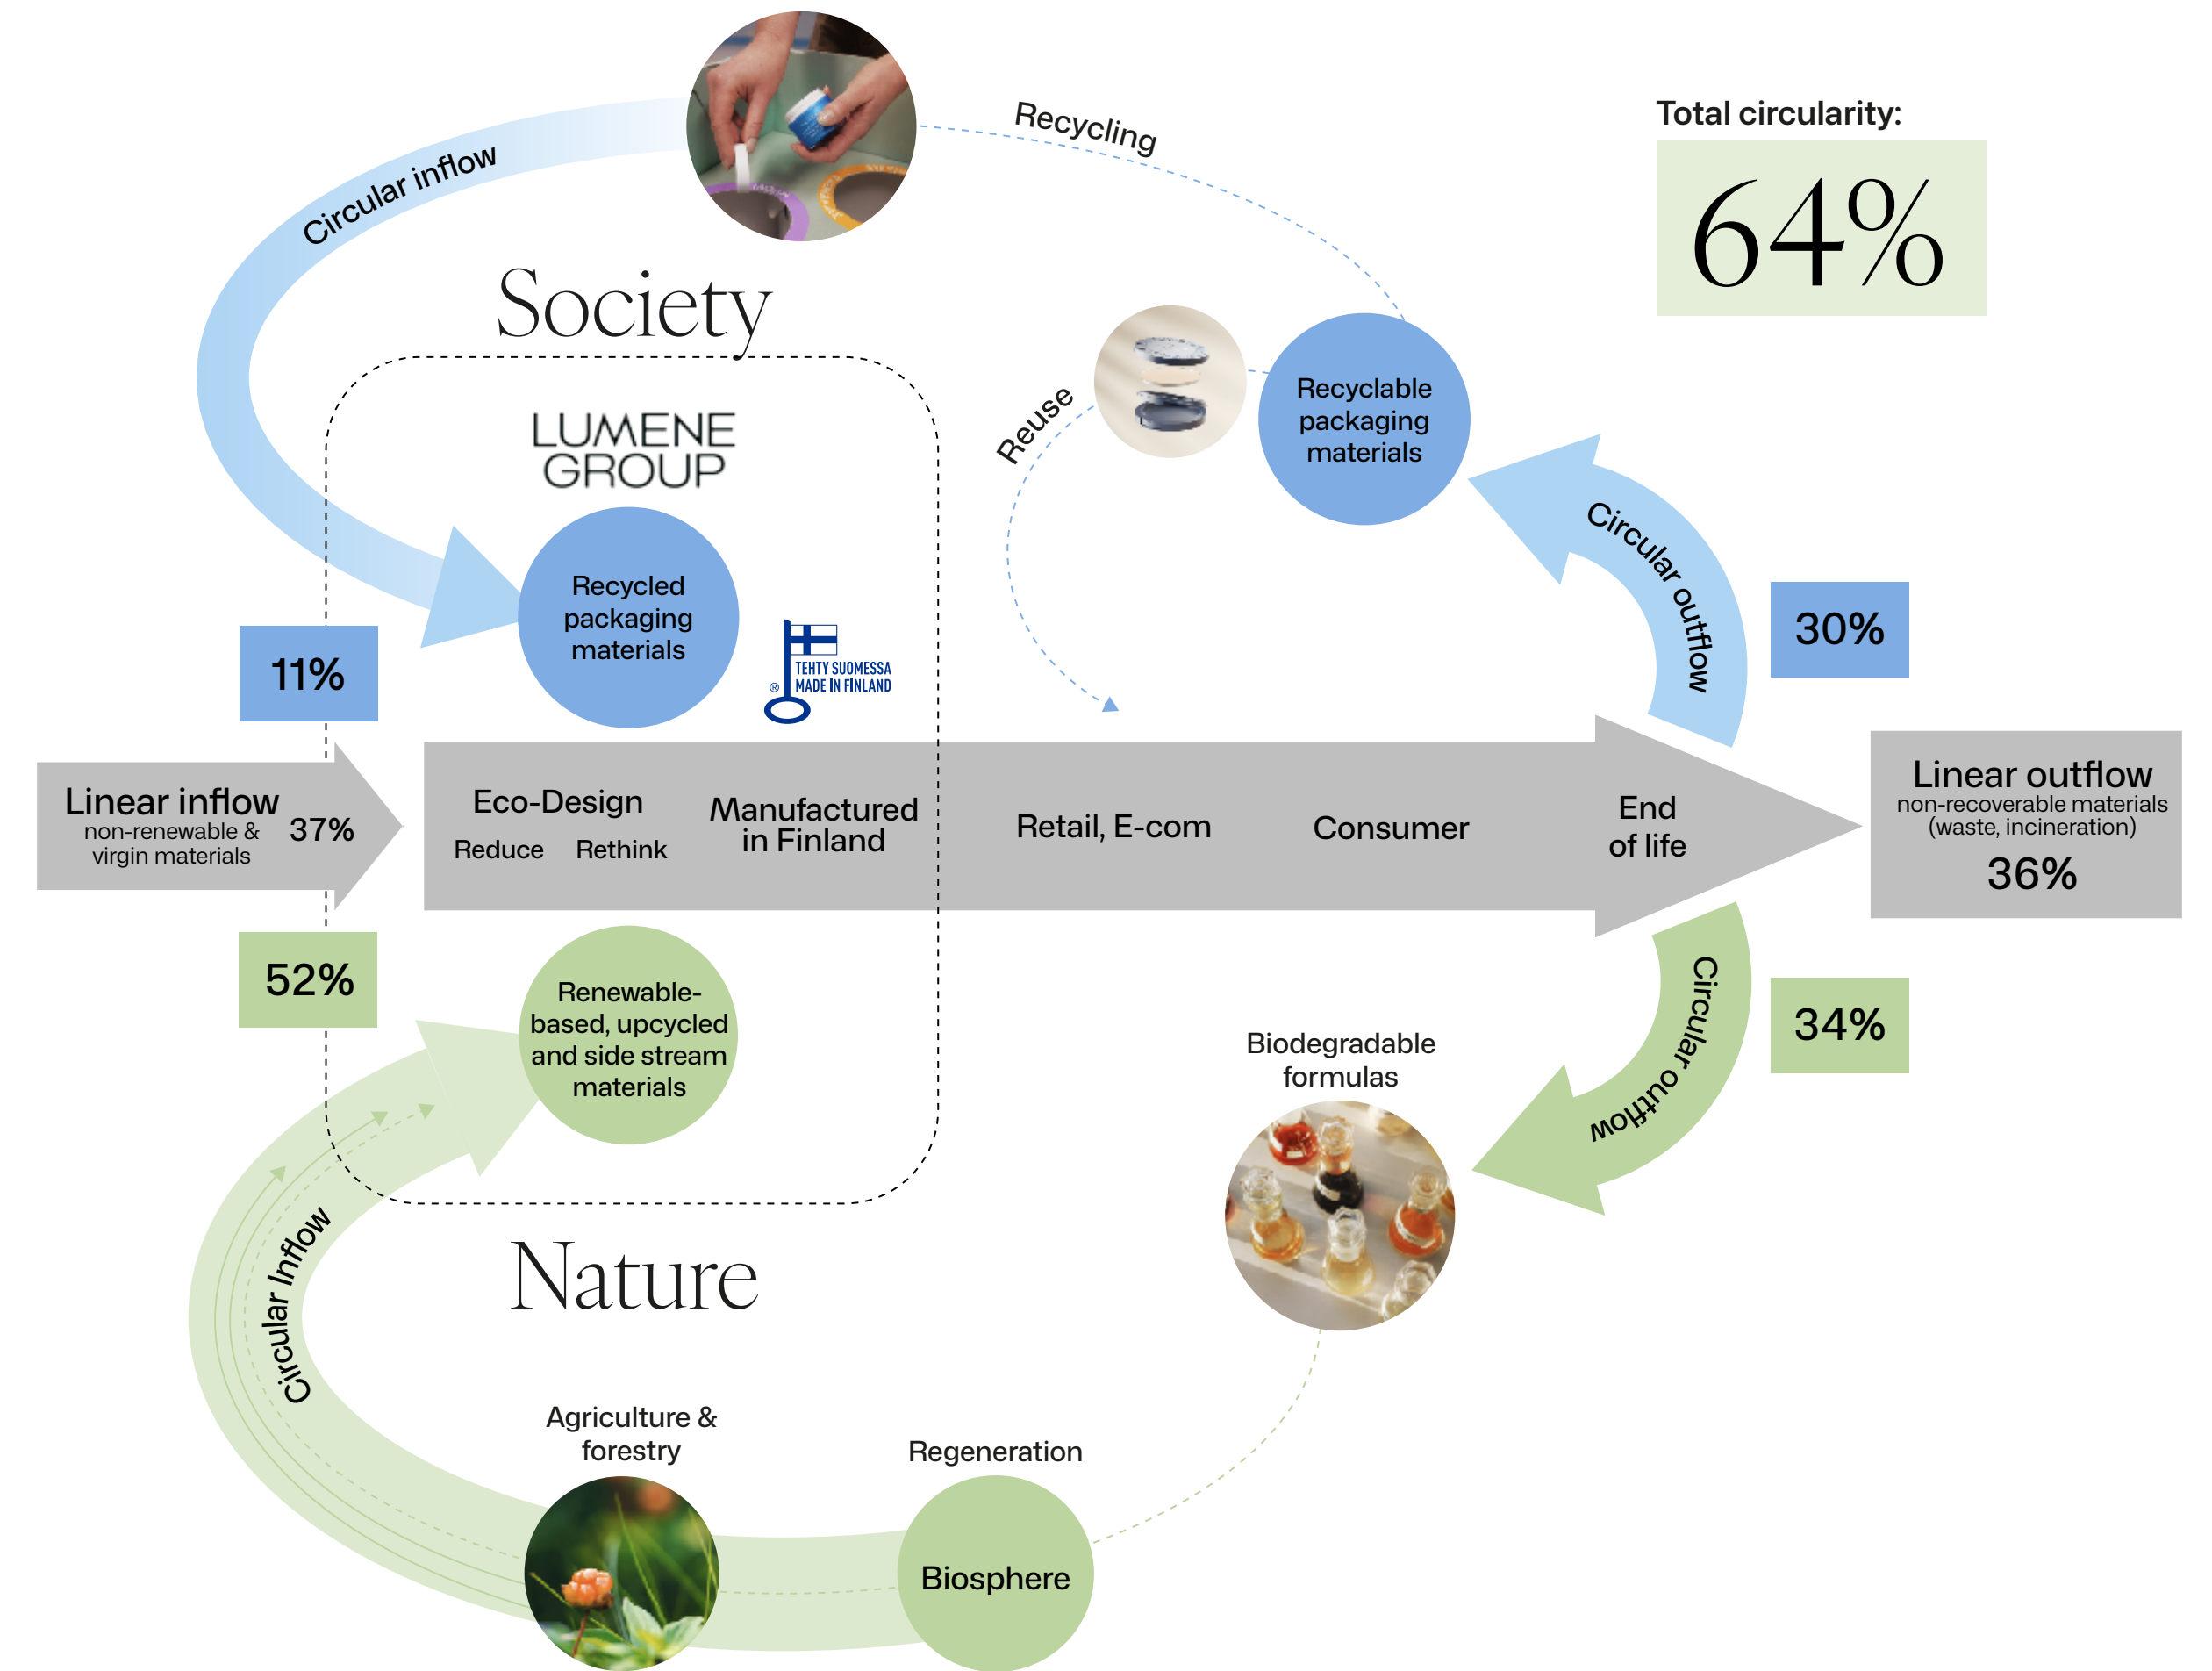 Recycling
Total circularity:
64%
Circular inflow
Society
LUMENE
GROUP
Reuse
Recyclable
packaging
materials
Circular outflow
30%
Recycled
packaging
materials
11%
TEHTY SUOMESSA
® MADE IN FINLAND
Linear inflow
non-renewable &
virgin materials
37%
Eco-Design
Reduce Rethink
Manufactured
in Finland
Retail, E-com
Consumer
End
of life
Linear outflow
non-recoverable materials
(waste, incineration)
36%
52%
Renewable-
based, upcycled
and side stream
materials
Circular outflow
34%
Biodegradable
formulas
Circular Inflow
Nature
Agriculture &
forestry
Regeneration
Biosphere